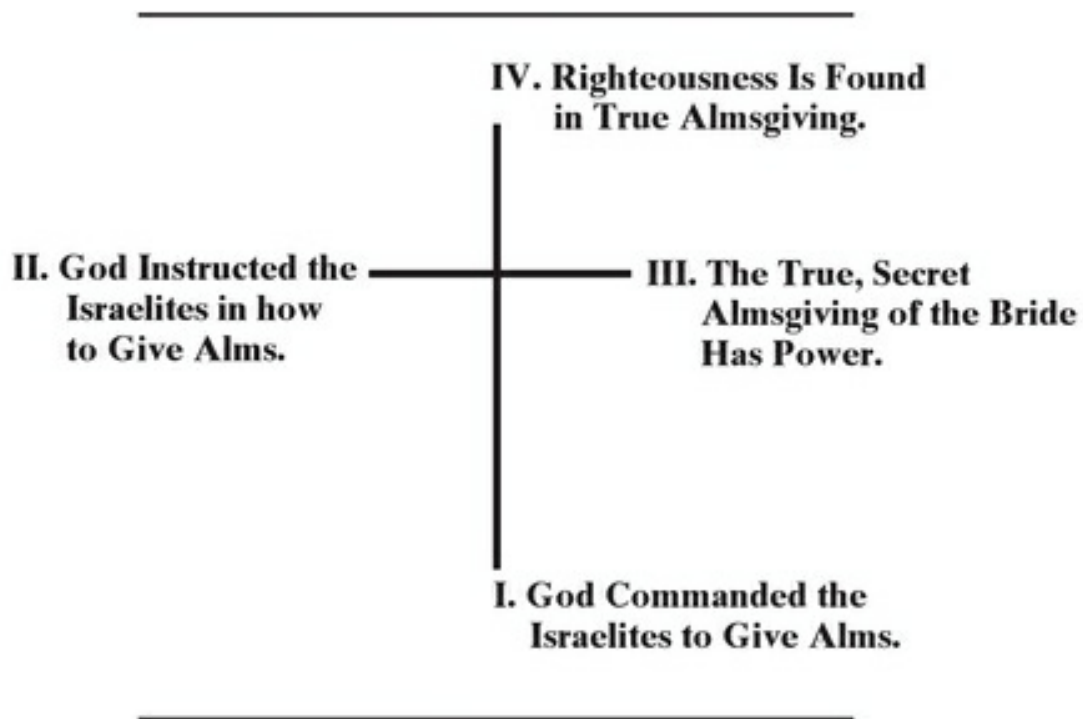 IV. Righteousness Is Found
in True Almsgiving.
II. God Instructed the
Israelites in how
to Give Alms.
III. The True, Secret
Almsgiving of the Bride
Has Power.
I. God Commanded the
Israelites to Give Alms.